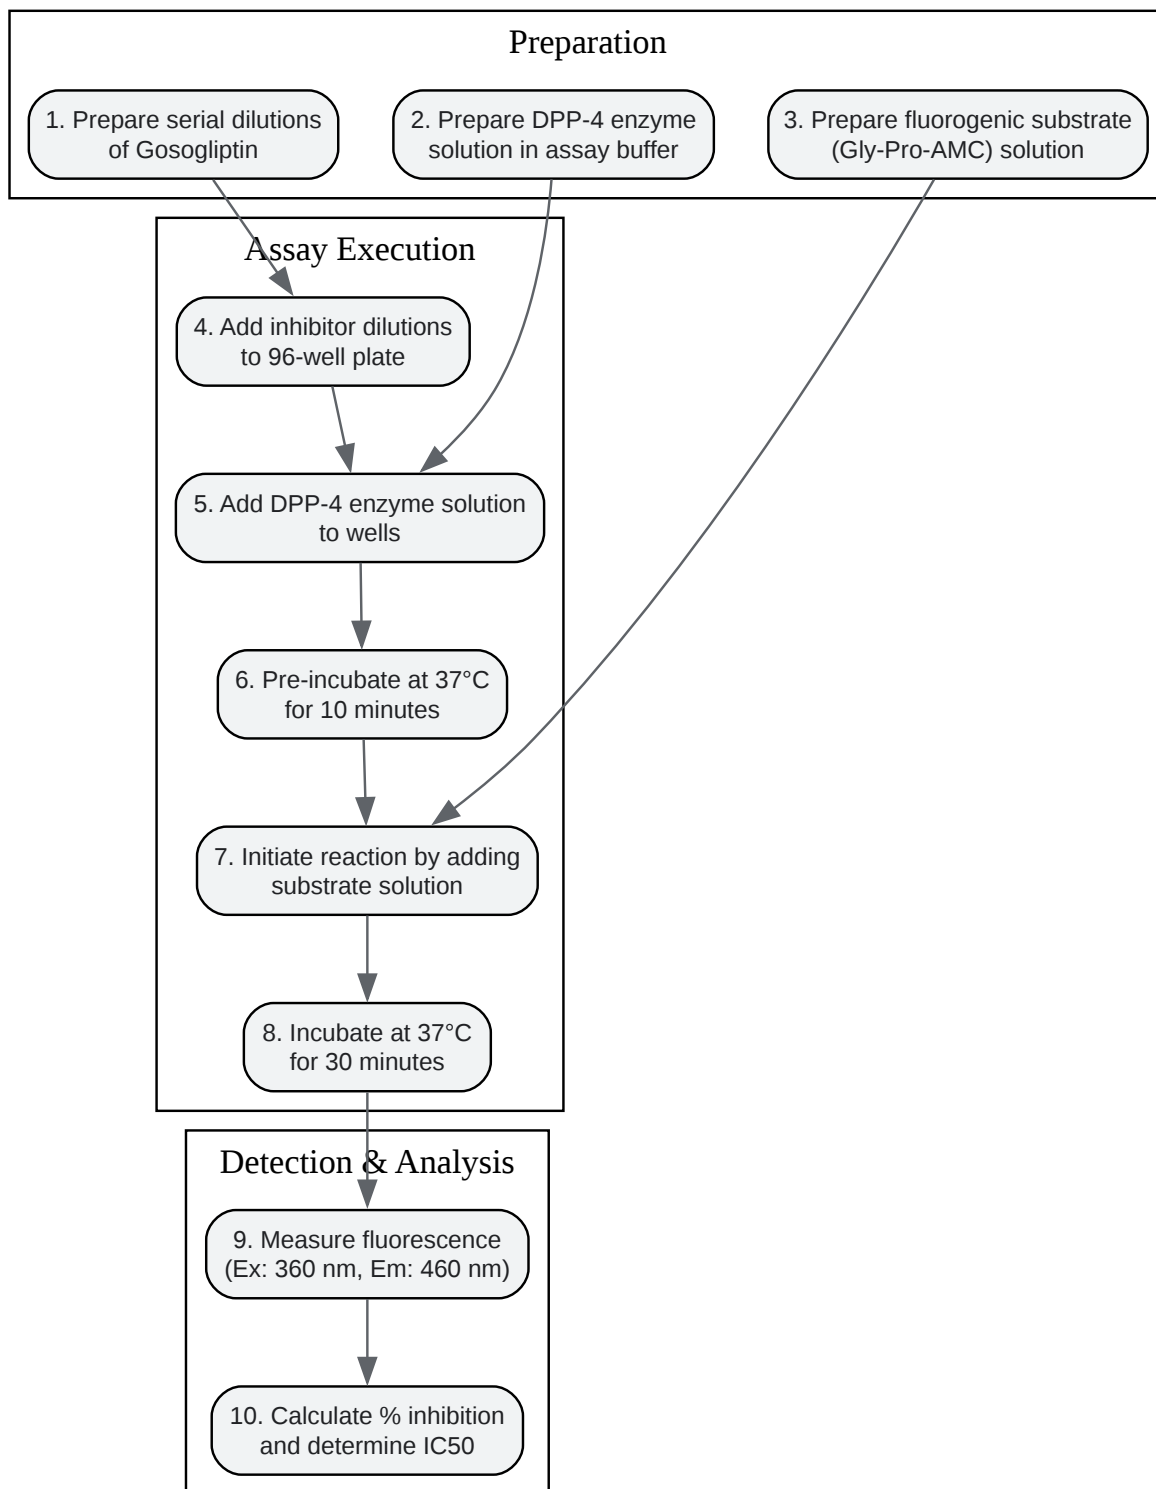 Preparation
1. Prepare serial dilutions
of Gosogliptin
2. Prepare DPP-4 enzyme
solution in assay buffer
3. Prepare fluorogenic substrate
(Gly-Pro-AMC) solution
Assay Execution
4. Add inhibitor dilutions
to 96-well plate
5. Add DPP-4 enzyme solution
to wells
6. Pre-incubate at 37°C
for 10 minutes
7. Initiate reaction by adding
substrate solution
8. Incubate at 37°C
for 30 minutes
Detection & Analysis
9. Measure fluorescence
(Ex: 360 nm, Em: 460 nm)
10. Calculate % inhibition
and determine IC50